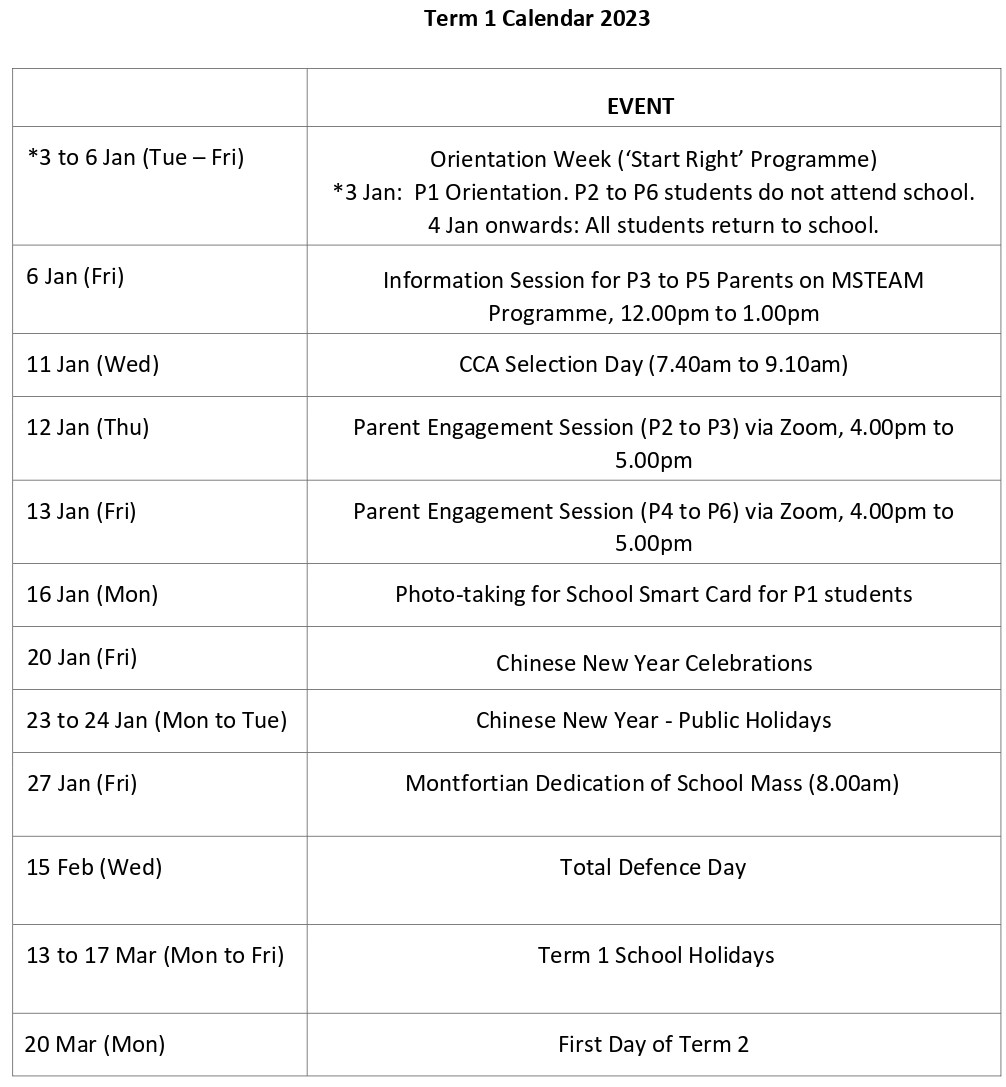 Term 1 Calendar 2023
EVENT
*3 to 6 Jan (Tue – Fri)
Orientation Week (‘Start Right’ Programme)
*3 Jan:  P1 Orientation. P2 to P6 students do not attend school.
4 Jan onwards: All students return to school.
6 Jan (Fri)
Information Session for P3 to P5 Parents on MSTEAM
Programme, 12.00pm to 1.00pm
11 Jan (Wed)
CCA Selection Day (7.40am to 9.10am)
12 Jan (Thu)
Parent Engagement Session (P2 to P3) via Zoom, 4.00pm to
5.00pm
13 Jan (Fri)
Parent Engagement Session (P4 to P6) via Zoom, 4.00pm to
5.00pm
16 Jan (Mon)
Photo-taking for School Smart Card for P1 students
20 Jan (Fri)
Chinese New Year Celebrations
23 to 24 Jan (Mon to Tue)
Chinese New Year - Public Holidays
27 Jan (Fri)
Montfortian Dedication of School Mass (8.00am)
15 Feb (Wed)
Total Defence Day
13 to 17 Mar (Mon to Fri)
Term 1 School Holidays
20 Mar (Mon)
First Day of Term 2